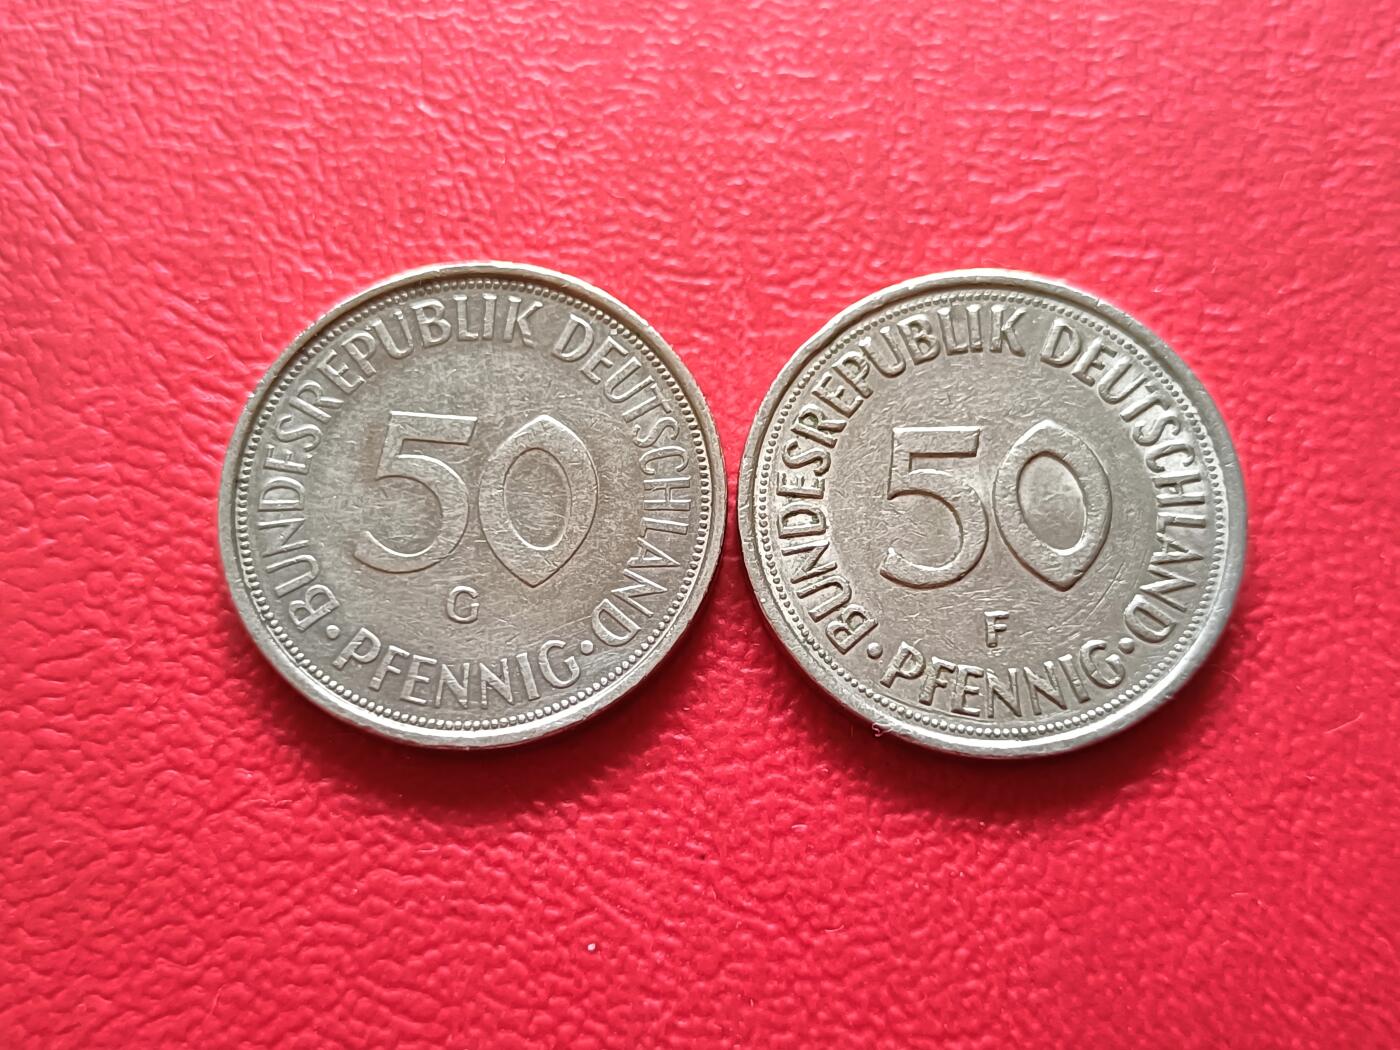 BUNDESREPUBLIK DEUTSCHLAND
50
G
• PFENNIG •
BUNDESREPUBLIK DEUTSCHLAND
50
F
• PFENNIG •